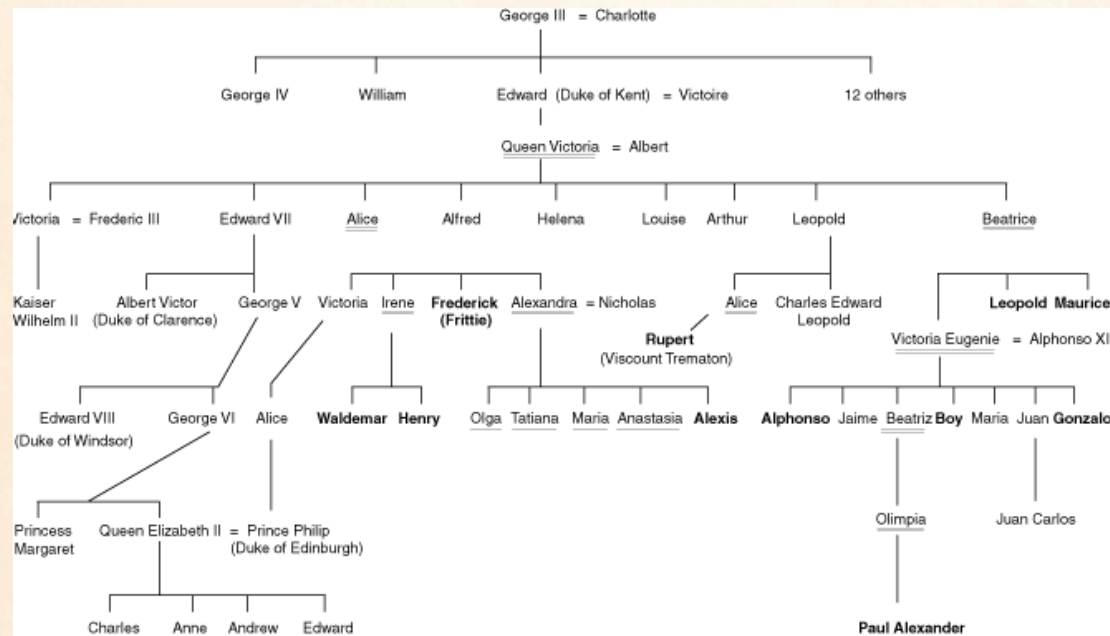 George III = Charlotte
George IV William Edward (Duke of Kent) = Victoire 12 others
Queen Victoria = Albert
Victoria = Frederic III Edward VII Alice Alfred Helena Louise Arthur Leopold Beatrice
Kaiser Albert Victor George V Victoria Irene Frederick Alexandra = Nicholas Alice Charles Edward Leopold Maurice
Wilhelm II (Duke of Clarence) (Frittie) Leopold
Rupert Victoria Eugenie = Alphonso XI
(Viscount Trematon)
Edward VIII George VI Alice Waldemar Henry Olga Tatiana Maria Anastasia Alexis Alphonso Jaime Beatriz Boy Maria Juan Gonzalo
(Duke of Windsor)
Princess Queen Elizabeth II = Prince Philip Olimpia Juan Carlos
Margaret (Duke of Edinburgh)
Charles Anne Andrew Edward Paul Alexander